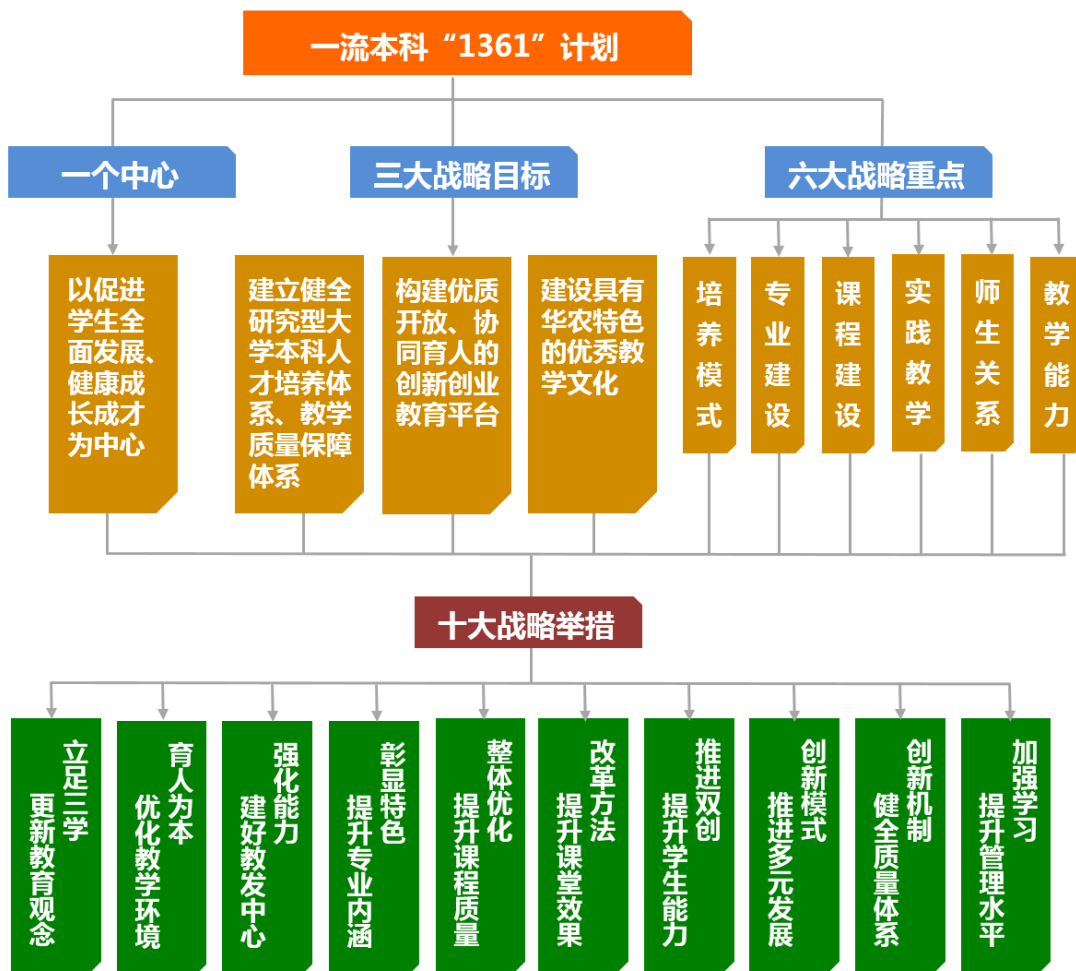 一流本科“1361”计划
一个中心
三大战略目标
六大战略重点
以促进
学生全
面发展、
健康成
长成才
为中心
建立健全
研究型大
学本科人
才培养体
系、教学
质量保障
体系
构建优质
开放、协
同育人的
创新创业
教育平台
建设具有
华农特色
的优秀教
学文化
培养模式
专业建设
课程建设
实践教学
师生关系
教学能力
十大战略举措
立足三学
更新教育观念
育人为本
优化教学环境
强化能力
建好教发中心
彰显特色
提升专业内涵
整体优化
提升课程质量
改革方法
提升课堂效果
推进双创
提升学生能力
创新模式
推进多元发展
创新机制
健全质量体系
加强学习
提升管理水平